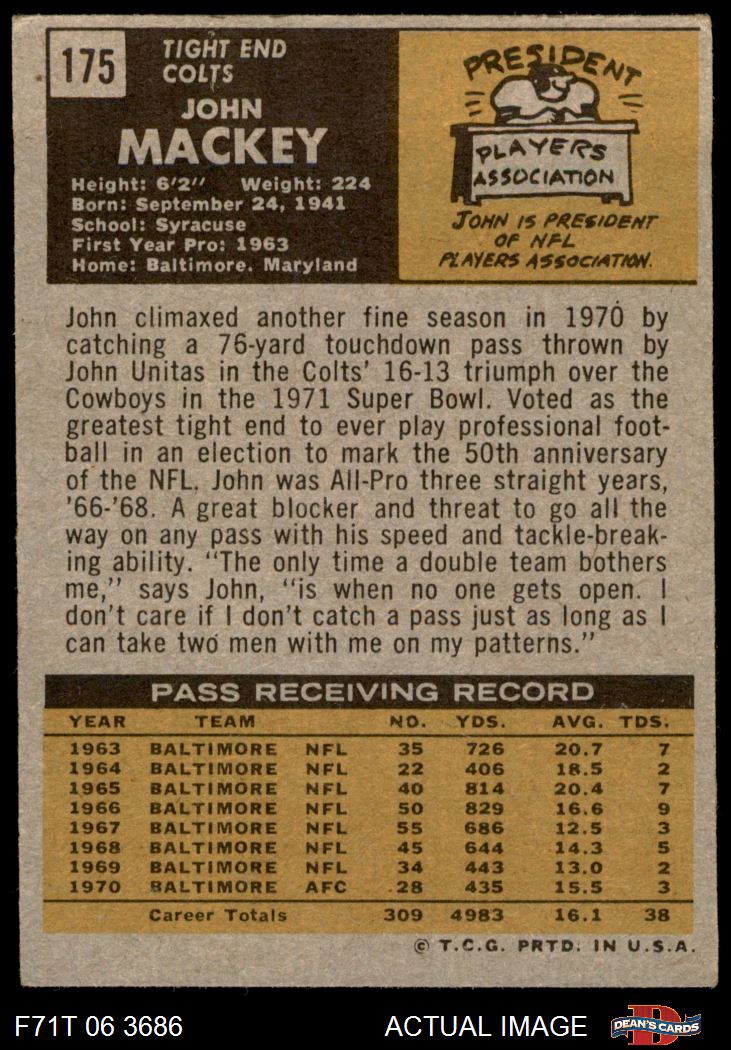 175
TIGHT END
COLTS
JOHN
MACKEY
Height: 6'2'' Weight: 224
Born: September 24, 1941
School: Syracuse
First Year Pro: 1963
Home: Baltimore. Maryland
PRESIDENT
PLAYERS
ASSOCIATION
JOHN IS PRESIDENT
OF NFL
PLAYERS ASSOCIATION.
John climaxed another fine season in 1970 by
catching a 76-yard touchdown pass thrown by
John Unitas in the Colts' 16-13 triumph over the
Cowboys in the 1971 Super Bowl. Voted as the
greatest tight end to ever play professional foot-
ball in an election to mark the 50th anniversary
of the NFL. John was All-Pro three straight years,
'66-'68. A great blocker and threat to go all the
way on any pass with his speed and tackle-break-
ing ability. "The only time a double team bothers
me," says John, "is when no one gets open. I
don't care if I don't catch a pass just as long as I
can take two men with me on my patterns."
PASS RECEIVING RECORD
YEAR TEAM NO. YDS. AVG. TDS.
1963 BALTIMORE NFL 35 726 20.7 7
1964 BALTIMORE NFL 22 406 18.5 2
1965 BALTIMORE NFL 40 814 20.4 7
1966 BALTIMORE NFL 50 829 16.6 9
1967 BALTIMORE NFL 55 686 12.5 3
1968 BALTIMORE NFL 45 644 14.3 5
1969 BALTIMORE NFL 34 443 13.0 2
1970 BALTIMORE AFC 28 435 15.5 3
Career Totals 309 4983 16.1 38
© T.C.G. PRTD. IN U.S.A.
F71T 06 3686 ACTUAL IMAGE
D
DEAN'S CARDS